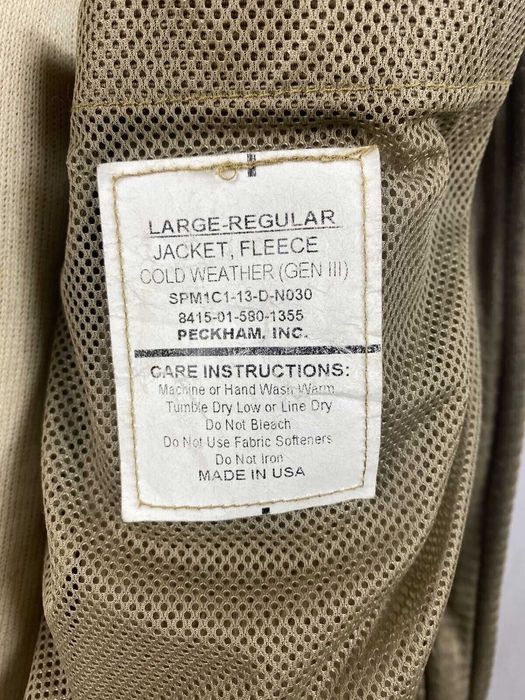 LARGE-REGULAR
JACKET, FLEECE
COLD WEATHER (GEN III)
SPM1C1-13-D-N030
8415-01-580-1355
PECKHAM, INC.
CARE INSTRUCTIONS:
Machine or Hand Wash Warm
Tumble Dry Low or Line Dry
Do Not Bleach
Do Not Use Fabric Softeners
Do Not Iron
MADE IN USA